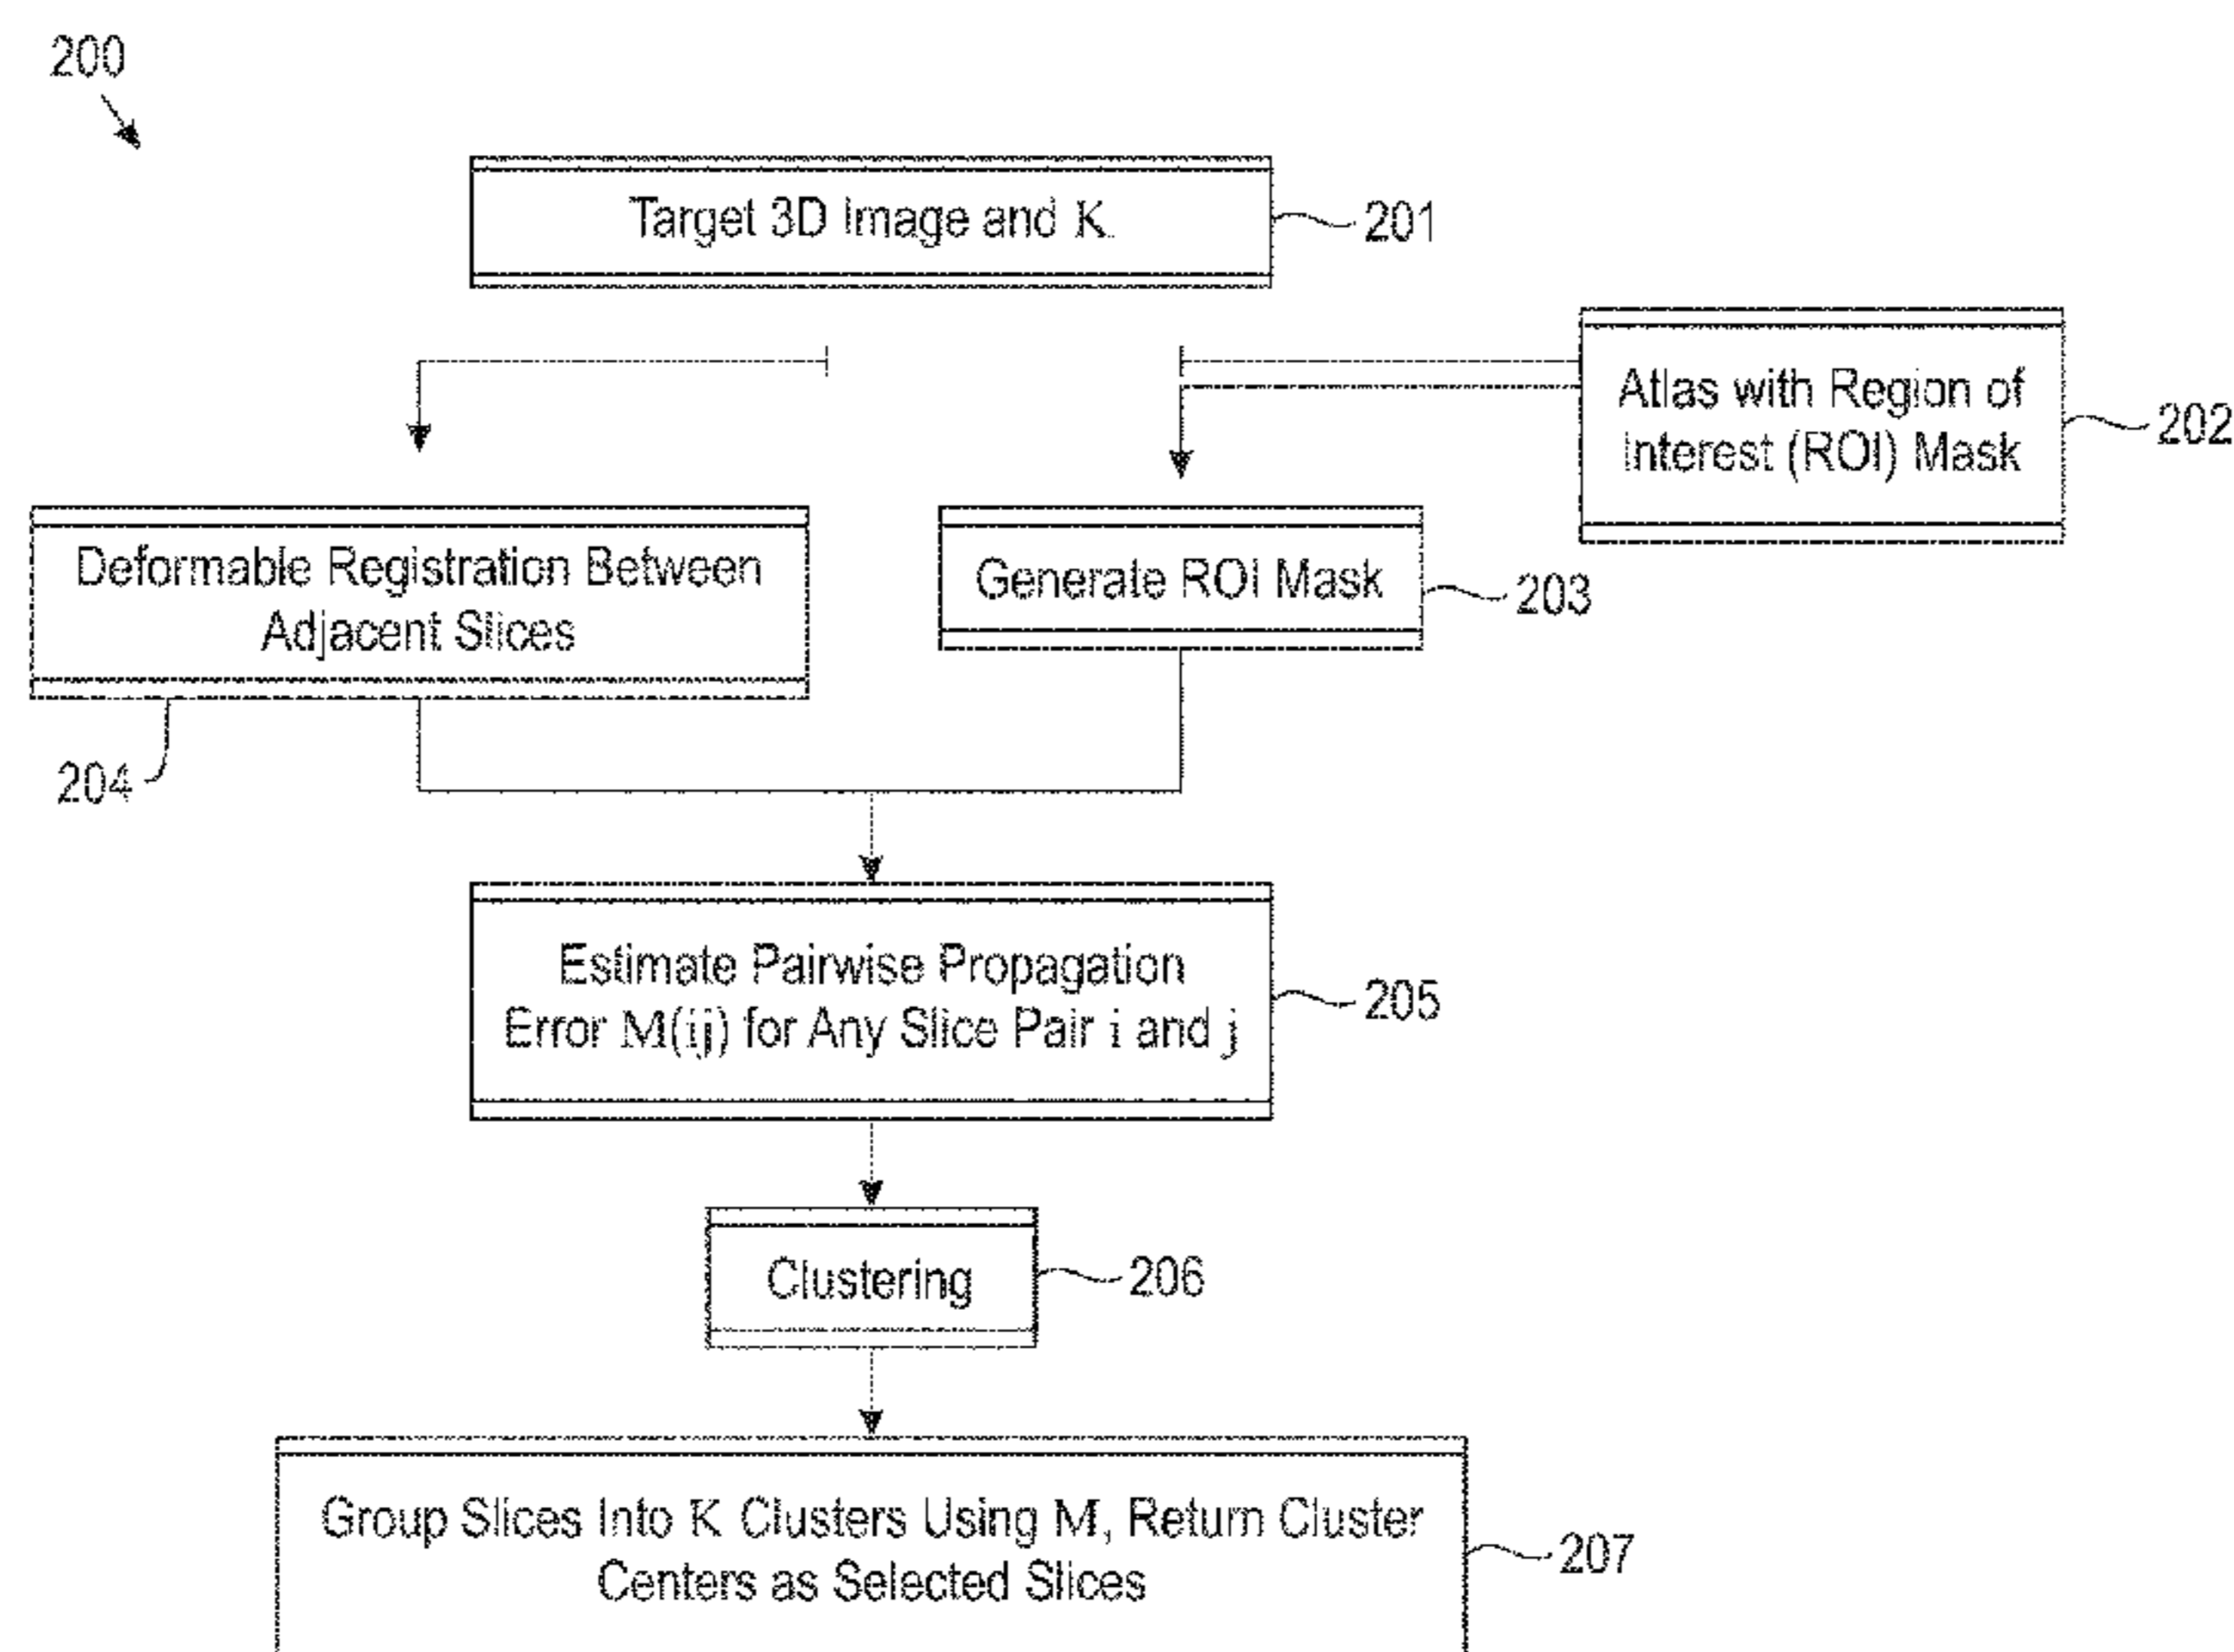 200
Target 3D Image and K
201
Atlas with Region of
Interest (ROI) Mask
202
Deformable Registration Between
Adjacent Slices
204
Generate ROI Mask
203
Estimate Pairwise Propagation
Error M(ij) for Any Slice Pair i and j
205
Clustering
206
Group Slices Into K Clusters Using M, Return Cluster
Centers as Selected Slices
207